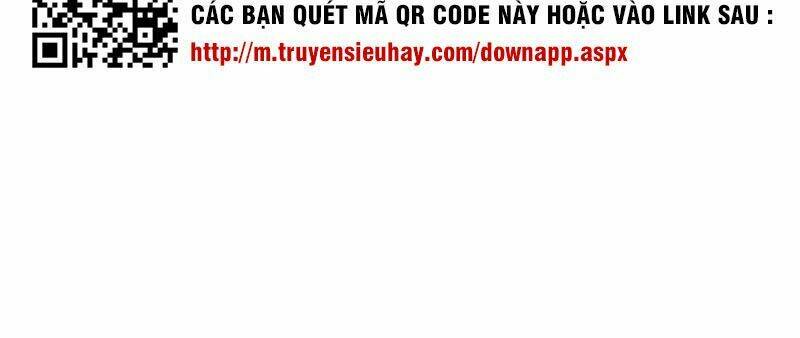 CÁC BẠN QUÉT MÃ QR CODE NÀY HOẶC VÀO LINK SAU :
http://m.truyensieuhay.com/downapp.aspx